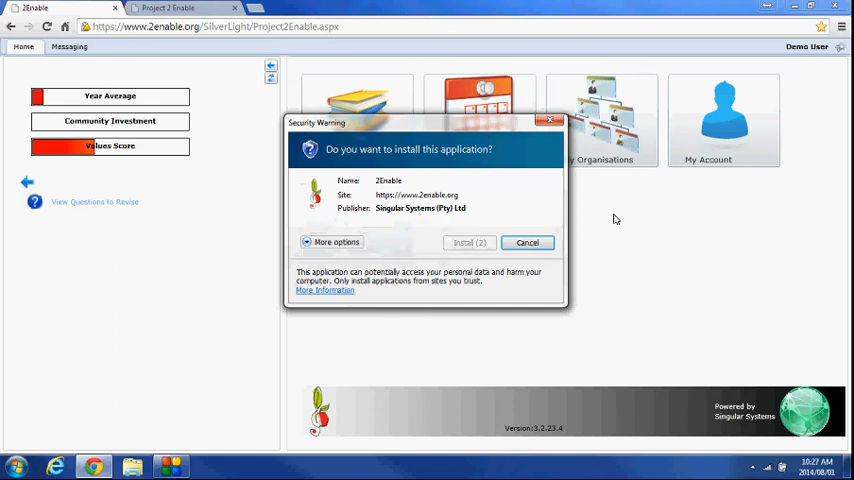 2Enable
Project 2 Enable
https://www.2enable.org/SilverLight/Project2Enable.aspx
Home Messaging Demo User
Year Average
Community Investment
Values Score
View Questions to Revise
Organisations
My Account
Security Warning
Do you want to install this application?
Name: 2Enable
Site: https://www.2enable.org
Publisher: Singular Systems (Pty) Ltd
More options
Install (2)
Cancel
This application can potentially access your personal data and harm your
computer. Only install applications from sites you trust.
More Information
Version:3.2.23.4
Powered by
Singular Systems
10:27 AM
2014/08/01